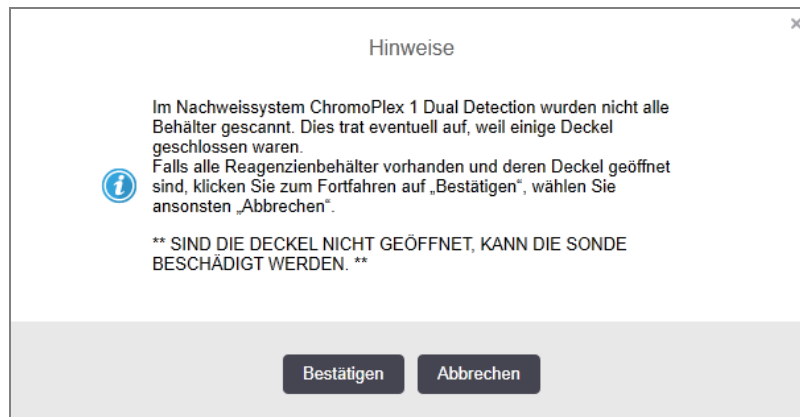 Hinweise
Im Nachweissystem ChromoPlex 1 Dual Detection wurden nicht alle
Behälter gescannt. Dies trat eventuell auf, weil einige Deckel
geschlossen waren.
Falls alle Reagenzienbehälter vorhanden und deren Deckel geöffnet
sind, klicken Sie zum Fortfahren auf „Bestätigen“, wählen Sie
ansonsten „Abbrechen“.
** SIND DIE DECKEL NICHT GEÖFFNET, KANN DIE SONDE
BESCHÄDIGT WERDEN. **
Bestätigen Abbrechen